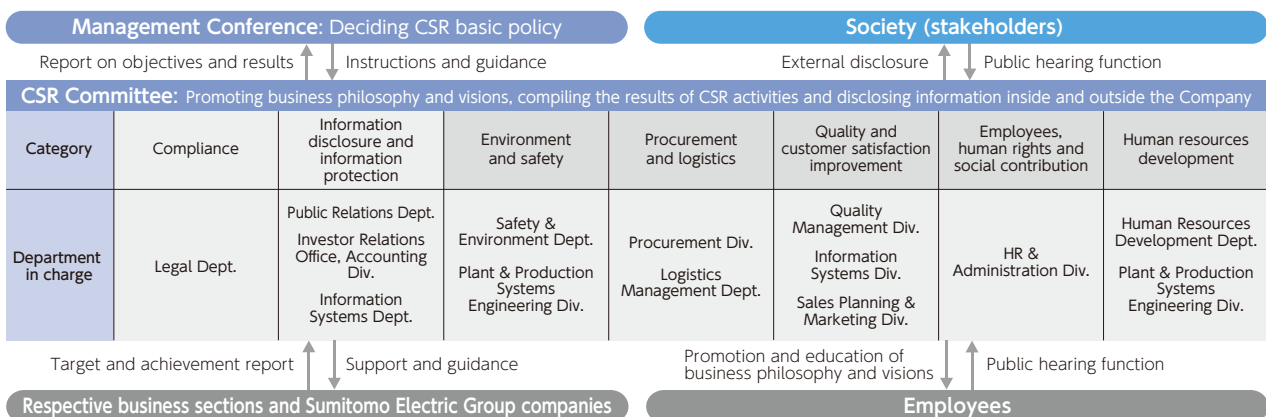 Management Conference: Deciding CSR basic policy
Society (stakeholders)
Report on objectives and results
Instructions and guidance
External disclosure
Public hearing function
CSR Committee: Promoting business philosophy and visions, compiling the results of CSR activities and disclosing information inside and outside the Company
Category
Compliance
Information
disclosure and
information
protection
Environment
and safety
Procurement
and logistics
Quality and
customer satisfaction
improvement
Employees,
human rights and
social contribution
Human resources
development
Department
in charge
Legal Dept.
Public Relations Dept.
Investor Relations
Office, Accounting
Div.
Information
Systems Dept.
Safety &
Environment Dept.
Plant & Production
Systems
Engineering Div.
Procurement Div.
Logistics
Management Dept.
Quality
Management Div.
Information
Systems Div.
Sales Planning &
Marketing Div.
HR &
Administration Div.
Human Resources
Development Dept.
Plant & Production
Systems
Engineering Div.
Target and achievement report
Support and guidance
Promotion and education of
business philosophy and visions
Public hearing function
Respective business sections and Sumitomo Electric Group companies
Employees